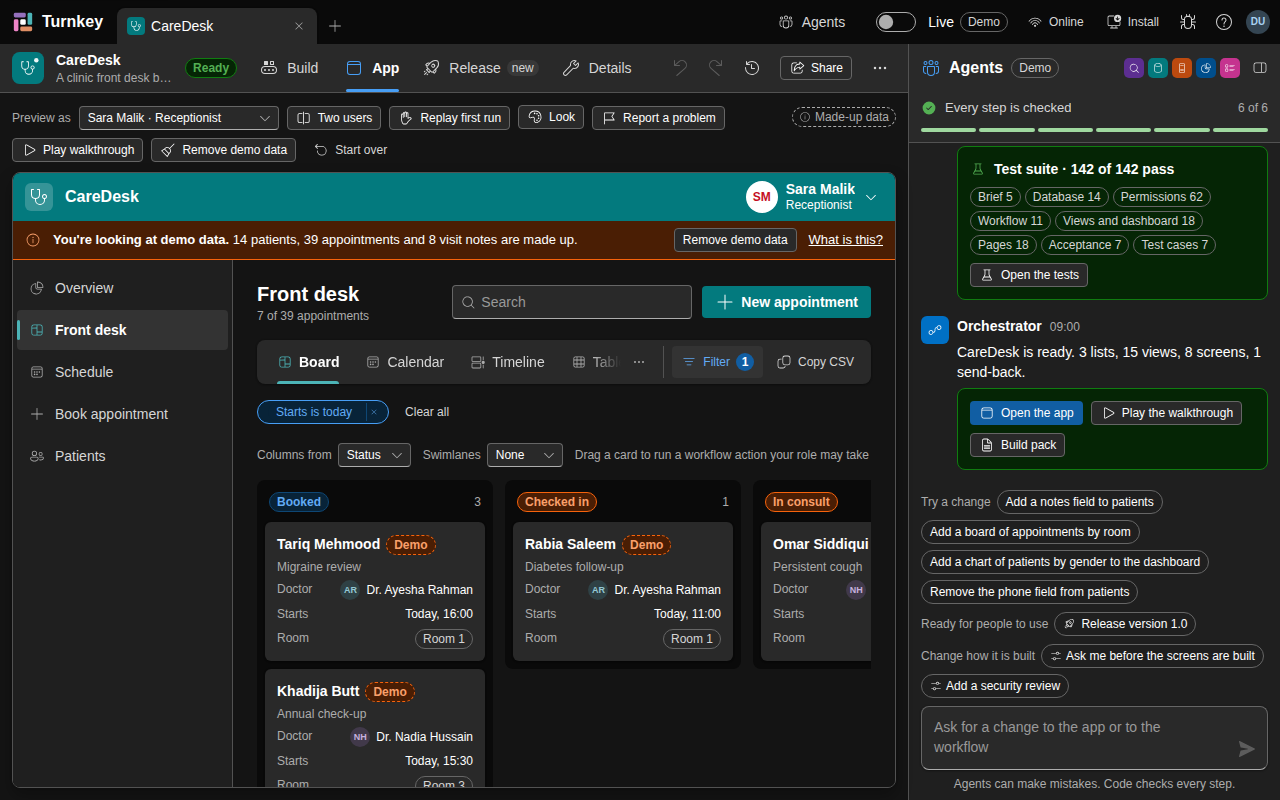 Turnkey
CareDesk
Agents
Live
Demo
Online
Install
DU
CareDesk
A clinic front desk b...
Ready
Build
App
Release new
Details
Share
Agents
Demo
Preview as
Sara Malik · Receptionist
Two users
Replay first run
Look
Report a problem
Made-up data
Play walkthrough
Remove demo data
Start over
CareDesk
SM
Sara Malik
Receptionist
You're looking at demo data. 14 patients, 39 appointments and 8 visit notes are made up.
Remove demo data
What is this?
Overview
Front desk
Schedule
Book appointment
Patients
Front desk
7 of 39 appointments
Search
New appointment
Board
Calendar
Timeline
Filter 1
Copy CSV
Starts is today
Clear all
Columns from
Status
Swimlanes
None
Drag a card to run a workflow action your role may take
Booked 3
Tariq Mehmood Demo
Migraine review
Doctor AR Dr. Ayesha Rahman
Starts Today, 16:00
Room Room 1
Khadija Butt Demo
Annual check-up
Doctor NH Dr. Nadia Hussain
Starts Today, 15:30
Room Room 3
Checked in 1
Rabia Saleem Demo
Diabetes follow-up
Doctor AR Dr. Ayesha Rahman
Starts Today, 11:00
Room Room 1
In consult
Omar Siddiqui
Persistent cough
Doctor NH
Starts
Room
Every step is checked
6 of 6
Test suite · 142 of 142 pass
Brief 5
Database 14
Permissions 62
Workflow 11
Views and dashboard 18
Pages 18
Acceptance 7
Test cases 7
Open the tests
Orchestrator 09:00
CareDesk is ready. 3 lists, 15 views, 8 screens, 1
send-back.
Open the app
Play the walkthrough
Build pack
Try a change
Add a notes field to patients
Add a board of appointments by room
Add a chart of patients by gender to the dashboard
Remove the phone field from patients
Ready for people to use
Release version 1.0
Change how it is built
Ask me before the screens are built
Add a security review
Ask for a change to the app or to the
workflow
Agents can make mistakes. Code checks every step.